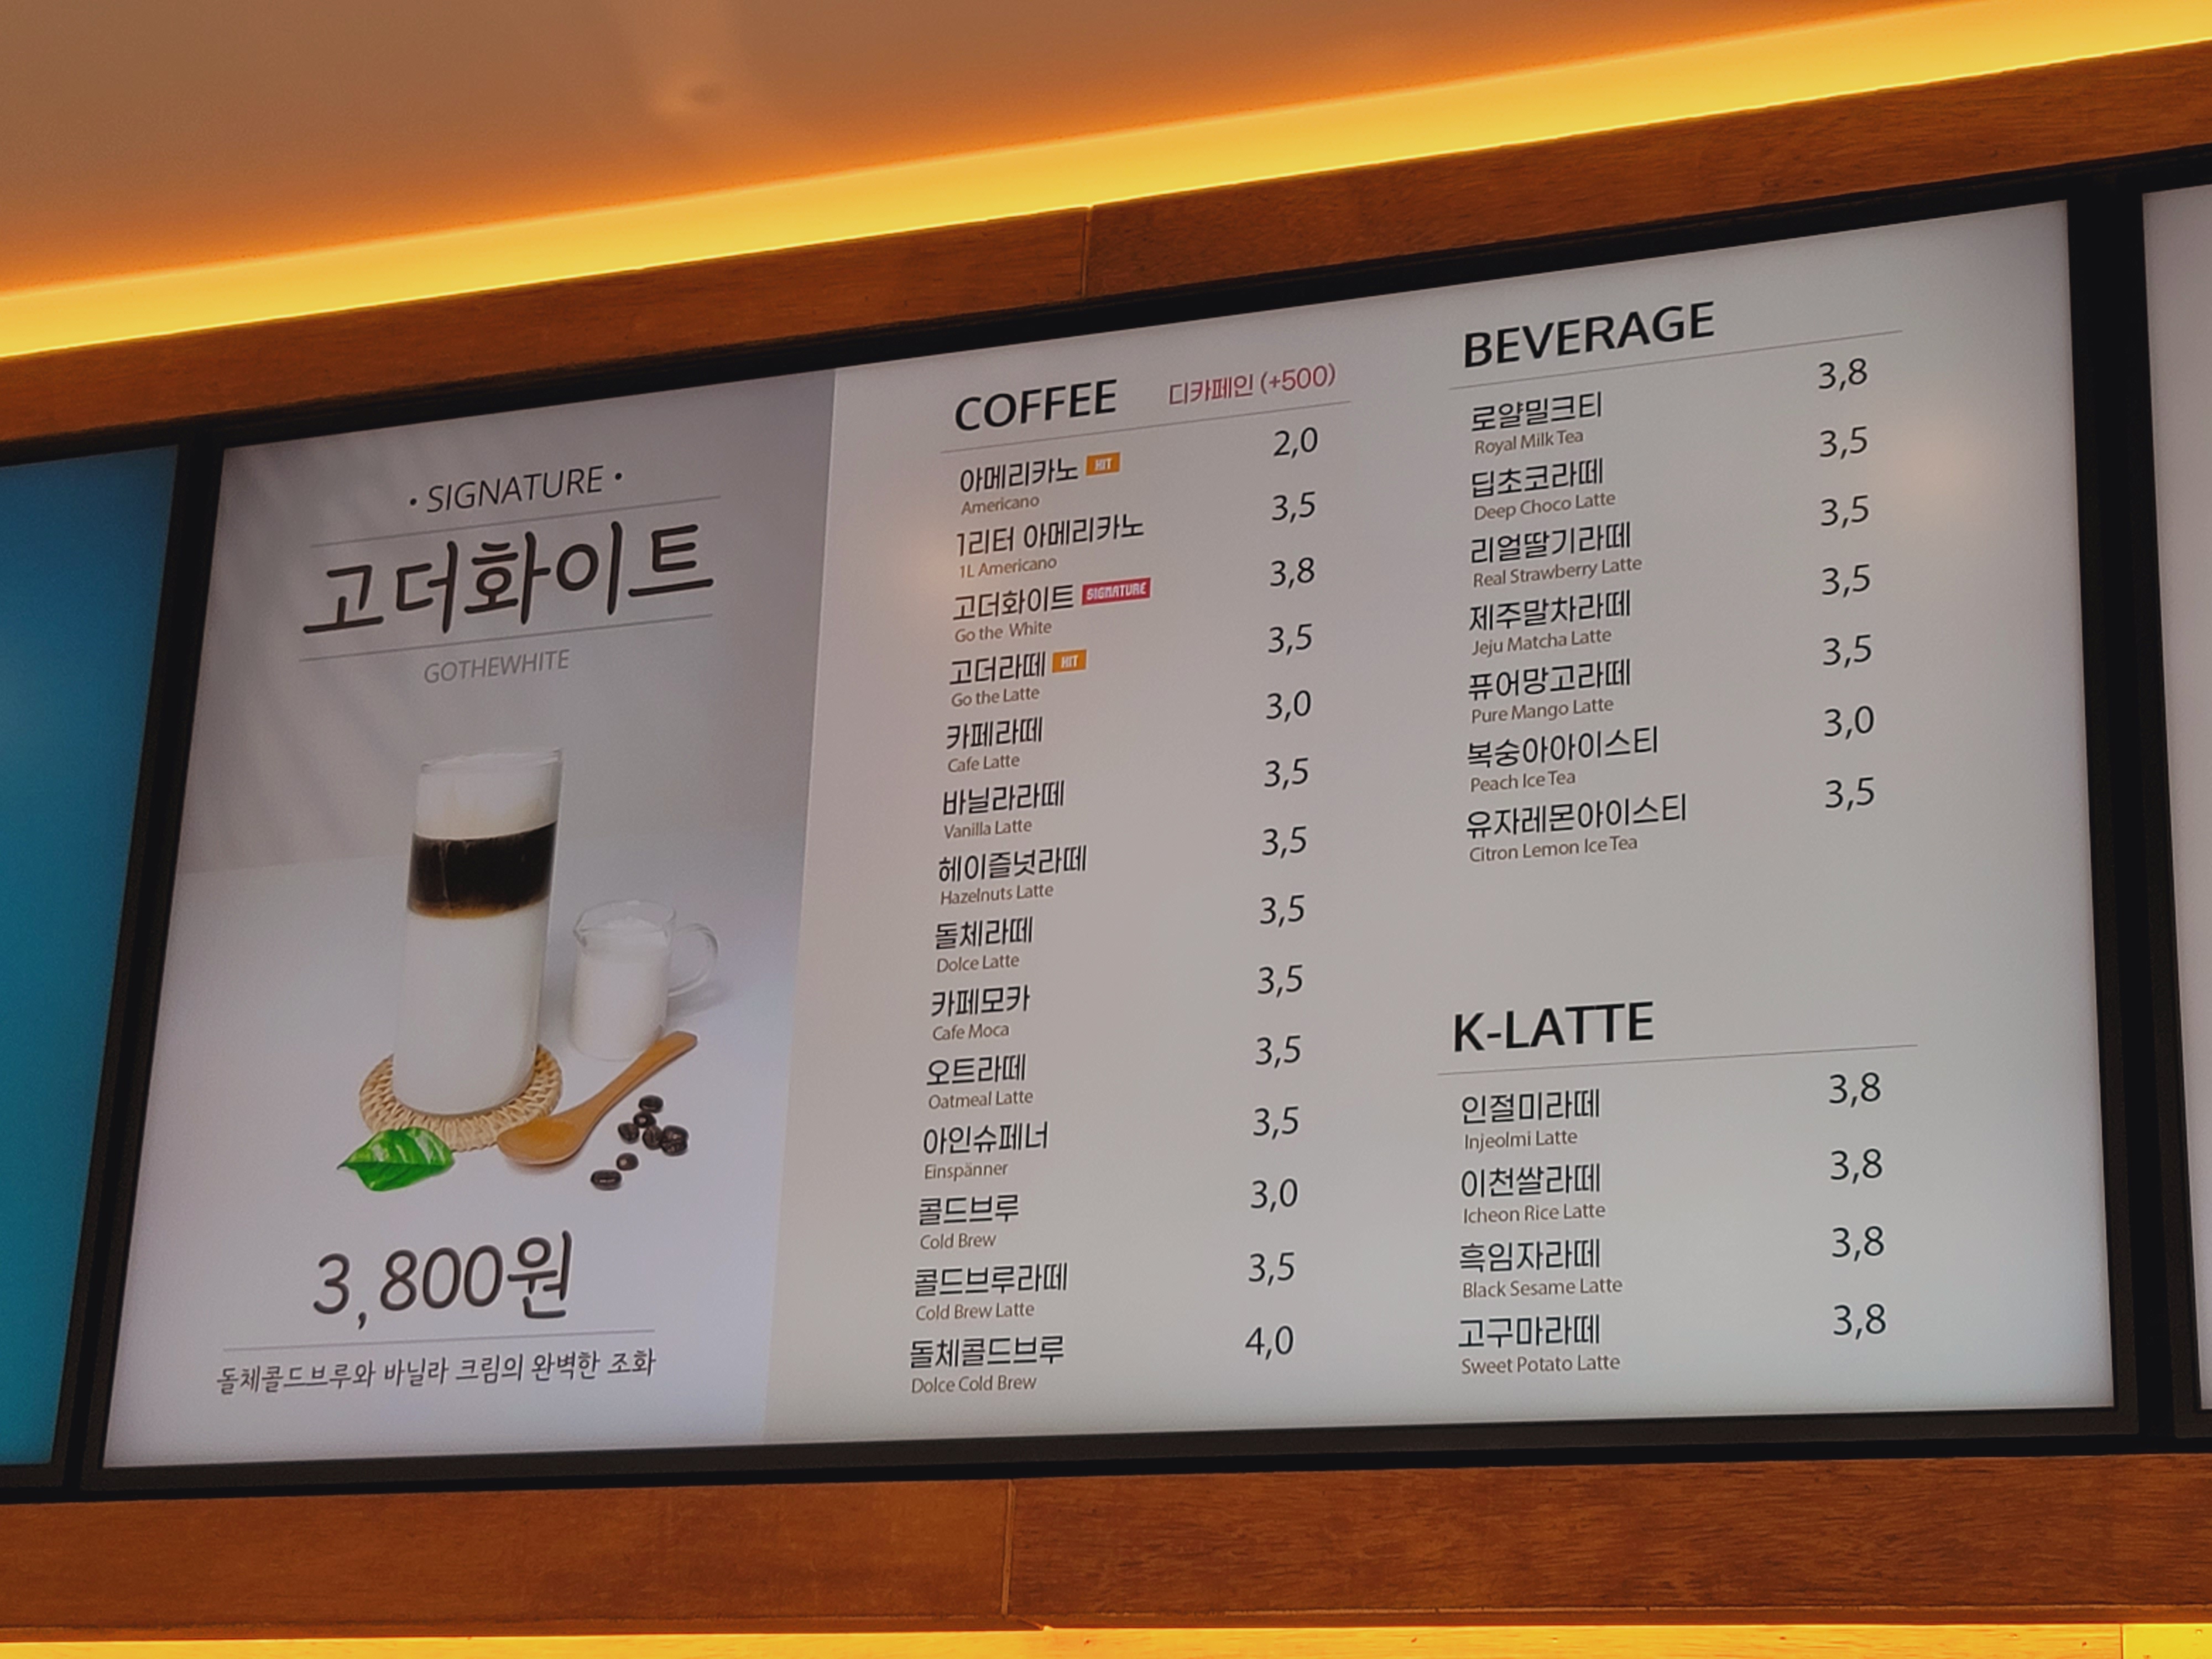 • SIGNATURE •
고더화이트
GOTHEWHITE
3,800원
돌체콜드브루와 바닐라 크림의 완벽한 조화
COFFEE 디카페인 (+500)
아메리카노 HIT 2,0
Americano
1리터 아메리카노 3,5
1L Americano
고더화이트 SIGNATURE 3,8
Go the White
고더라떼 HIT 3,5
Go the Latte
카페라떼 3,0
Cafe Latte
바닐라라떼 3,5
Vanilla Latte
헤이즐넛라떼 3,5
Hazelnuts Latte
돌체라떼 3,5
Dolce Latte
카페모카 3,5
Cafe Moca
오트라떼 3,5
Oatmeal Latte
아인슈페너 3,5
Einspänner
콜드브루 3,0
Cold Brew
콜드브루라떼 3,5
Cold Brew Latte
돌체콜드브루 4,0
Dolce Cold Brew
BEVERAGE
로얄밀크티 3,8
Royal Milk Tea
딥초코라떼 3,5
Deep Choco Latte
리얼딸기라떼 3,5
Real Strawberry Latte
제주말차라떼 3,5
Jeju Matcha Latte
퓨어망고라떼 3,5
Pure Mango Latte
복숭아아이스티 3,0
Peach Ice Tea
유자레몬아이스티 3,5
Citron Lemon Ice Tea
K-LATTE
인절미라떼 3,8
Injeolmi Latte
이천쌀라떼 3,8
Icheon Rice Latte
흑임자라떼 3,8
Black Sesame Latte
고구마라떼 3,8
Sweet Potato Latte